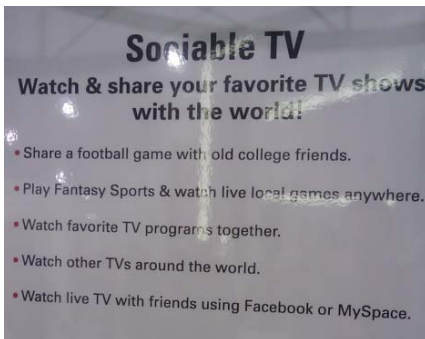 Sociable TV
Watch & share your favorite TV shows
with the world!
• Share a football game with old college friends.
• Play Fantasy Sports & watch live local games anywhere.
• Watch favorite TV programs together.
• Watch other TVs around the world.
• Watch live TV with friends using Facebook or MySpace.